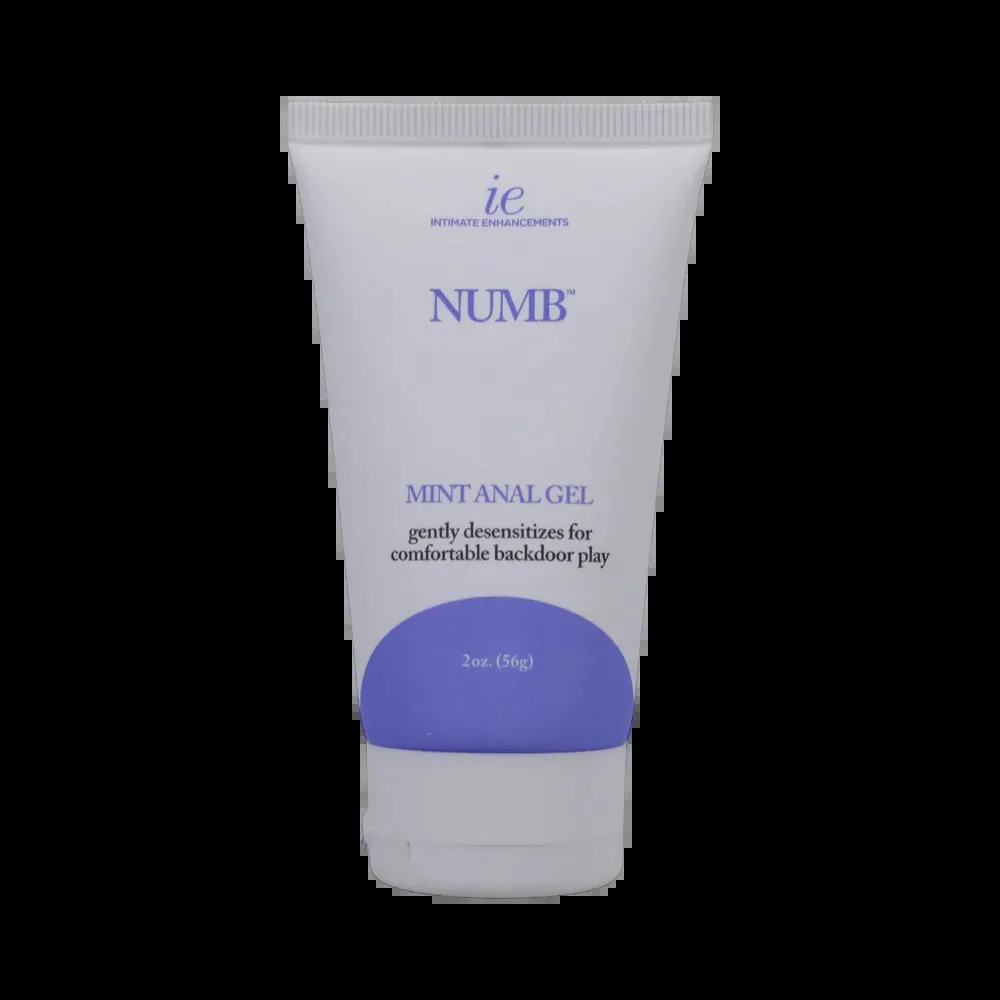 ie
INTIMATE ENHANCEMENTS
NUMB™
MINT ANAL GEL
gently desensitizes for
comfortable backdoor play
2oz. (56g)